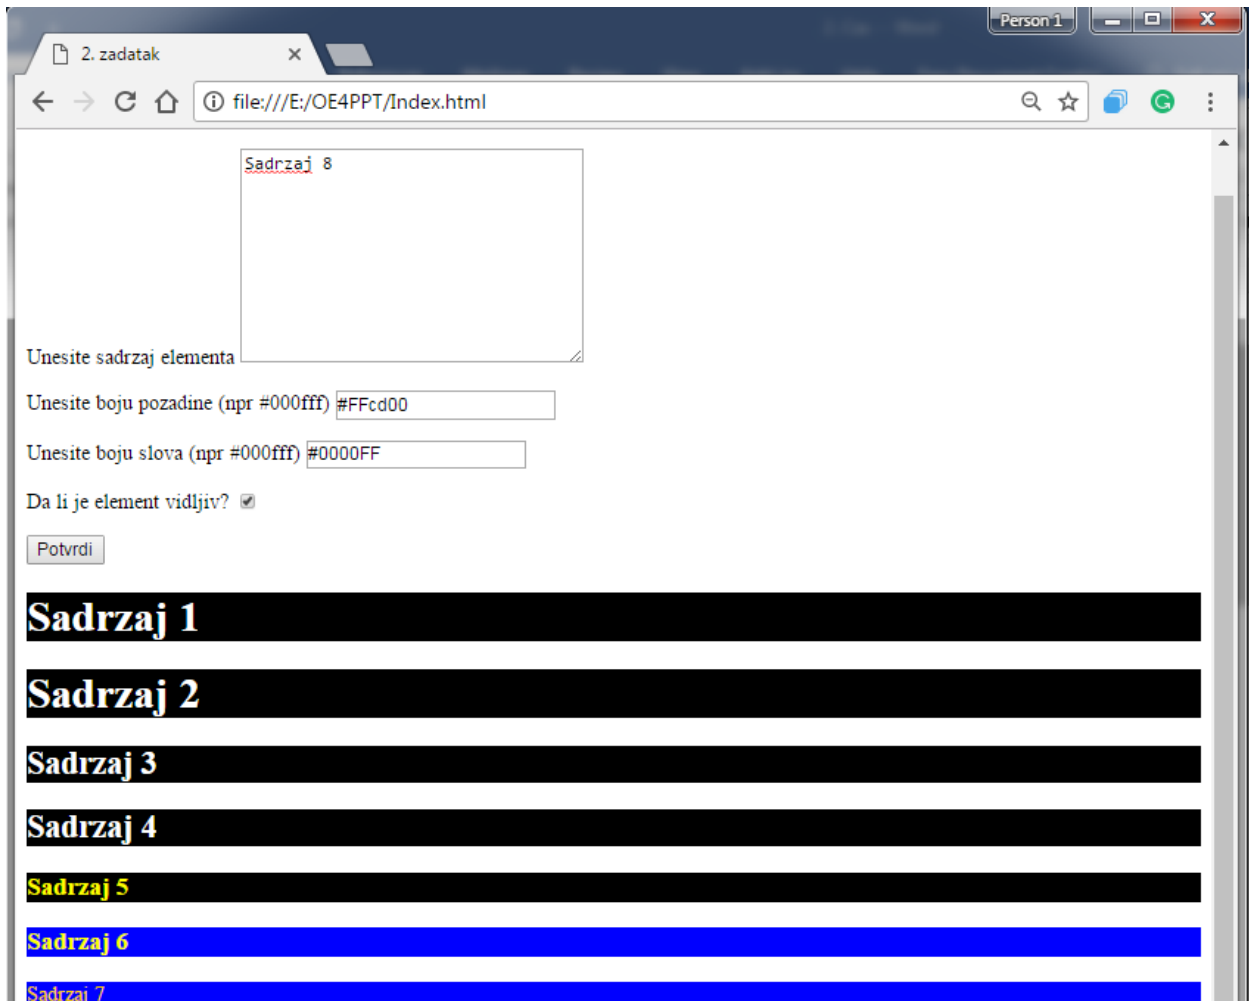 Person 1
2. zadatak
file:///E:/OE4PPT/Index.html
Sadrzaj 8
Unesite sadrzaj elementa
Unesite boju pozadine (npr #000fff) #FFcd00
Unesite boju slova (npr #000fff) #0000FF
Da li je element vidljiv?
Potvrdi
Sadrzaj 1
Sadrzaj 2
Sadrzaj 3
Sadrzaj 4
Sadrzaj 5
Sadrzaj 6
Sadrzaj 7